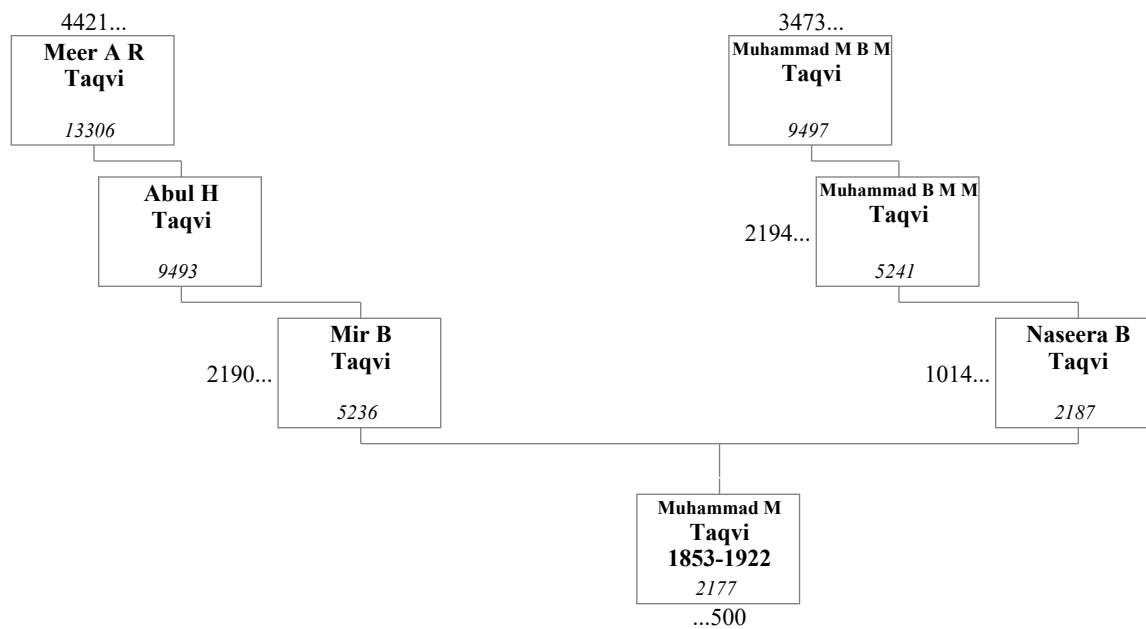 4421...
Meer A R
Taqvi
13306
3473...
Muhammad M B M
Taqvi
9497
Abul H
Taqvi
9493
2194...
Muhammad B M M
Taqvi
5241
2190...
Mir B
Taqvi
5236
1014...
Naseera B
Taqvi
2187
Muhammad M
Taqvi
1853-1922
2177
...500